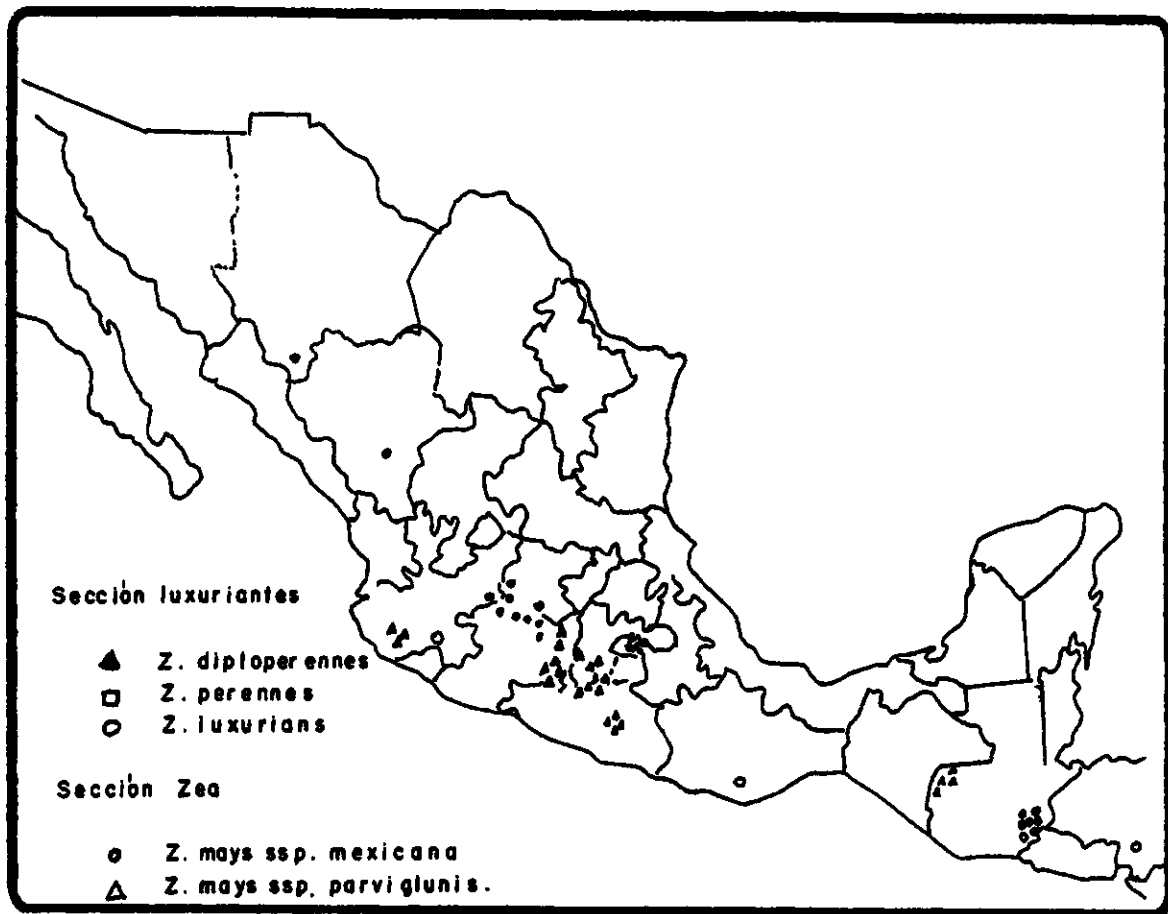 Sección luxuriantes
Z. diploperennes
Z. perennes
Z. luxurians
Sección Zea
Z. mays ssp. mexicana
Z. mays ssp. parviglunis.